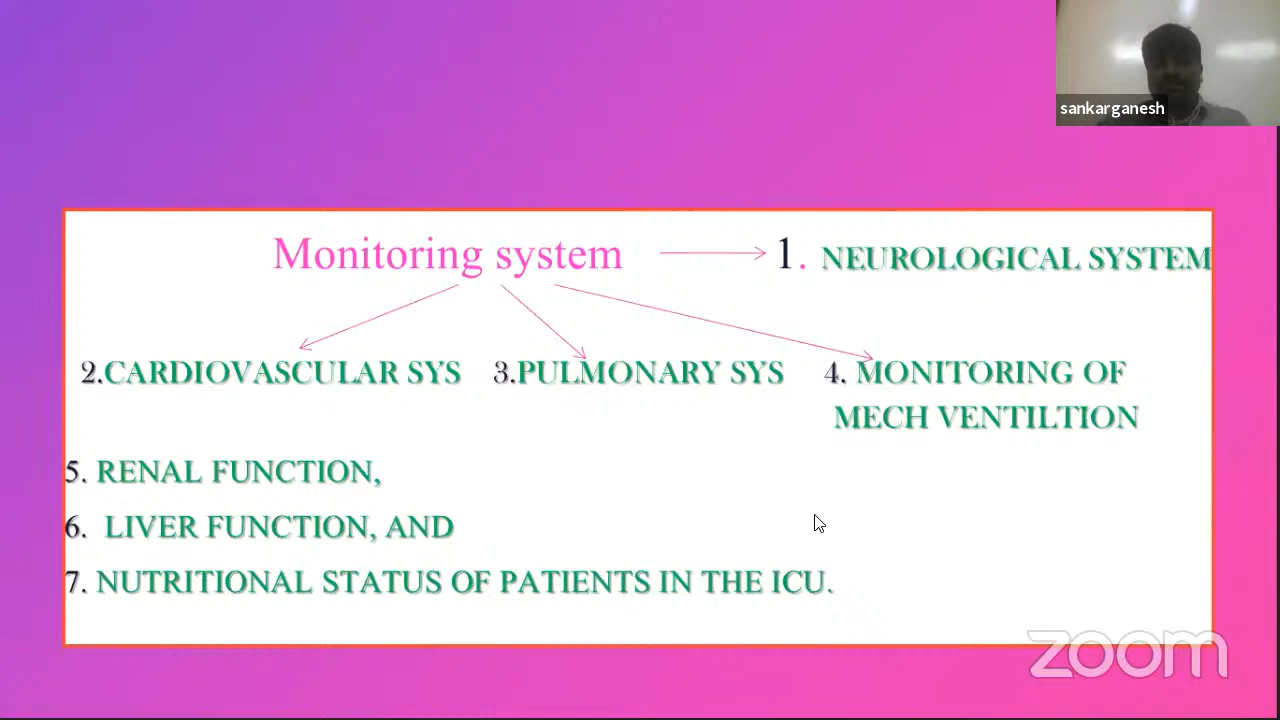 sankarganesh
Monitoring system 1. NEUROLOGICAL SYSTEM
2.CARDIOVASCULAR SYS 3.PULMONARY SYS 4. MONITORING OF
MECH VENTILTION
5. RENAL FUNCTION,
6. LIVER FUNCTION, AND
7. NUTRITIONAL STATUS OF PATIENTS IN THE ICU.
zoom